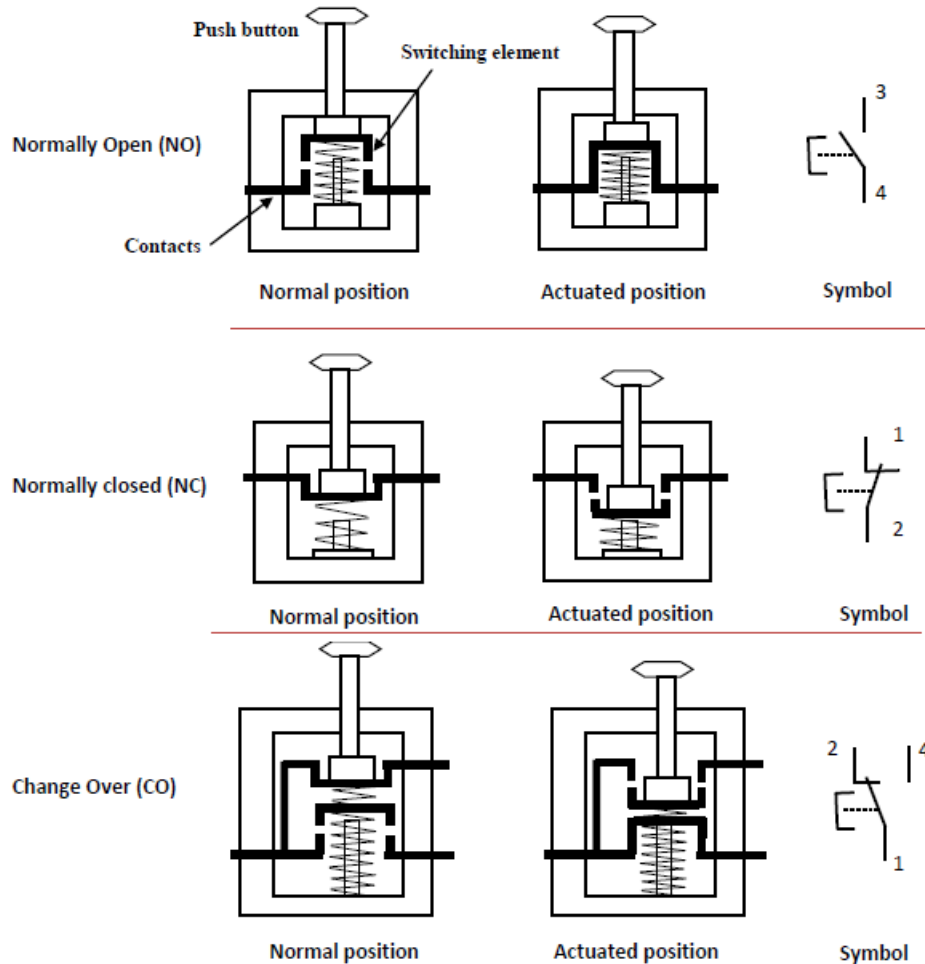 Push button
Switching element
3
Normally Open (NO)
4
Contacts
Normal position
Actuated position
Symbol
1
Normally closed (NC)
2
Normal position
Actuated position
Symbol
2
4
Change Over (CO)
1
Normal position
Actuated position
Symbol